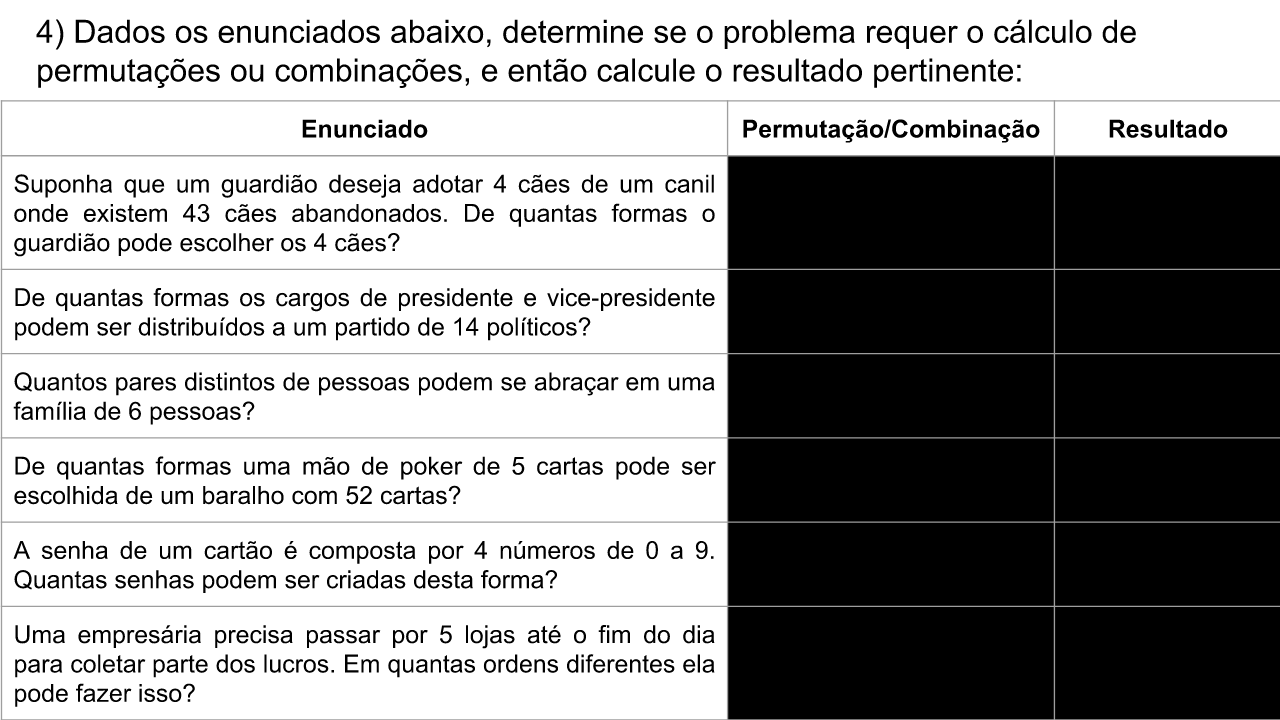 4) Dados os enunciados abaixo, determine se o problema requer o cálculo de
permutações ou combinações, e então calcule o resultado pertinente:
Enunciado
Permutação/Combinação
Resultado
Suponha que um guardião deseja adotar 4 cães de um canil
onde existem 43 cães abandonados. De quantas formas o
guardião pode escolher os 4 cães?
De quantas formas os cargos de presidente e vice-presidente
podem ser distribuídos a um partido de 14 políticos?
Quantos pares distintos de pessoas podem se abraçar em uma
família de 6 pessoas?
De quantas formas uma mão de poker de 5 cartas pode ser
escolhida de um baralho com 52 cartas?
A senha de um cartão é composta por 4 números de 0 a 9.
Quantas senhas podem ser criadas desta forma?
Uma empresária precisa passar por 5 lojas até o fim do dia
para coletar parte dos lucros. Em quantas ordens diferentes ela
pode fazer isso?